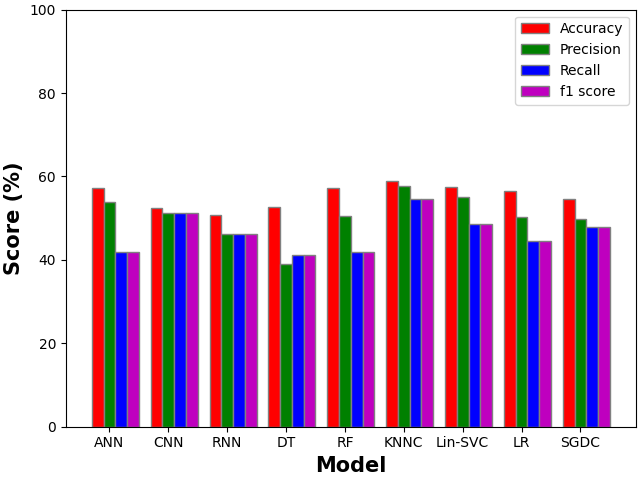 100
80
60
40
20
0
Score (%)
Accuracy
Precision
Recall
f1 score
ANN CNN RNN DT RF KNNC Lin-SVC LR SGDC
Model